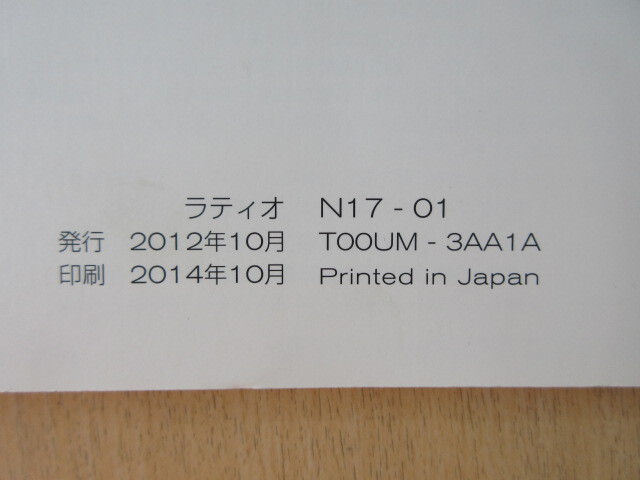 ラティオ N17 - 01
発行 2012年10月 T00UM - 3AA1A
印刷 2014年10月 Printed in Japan